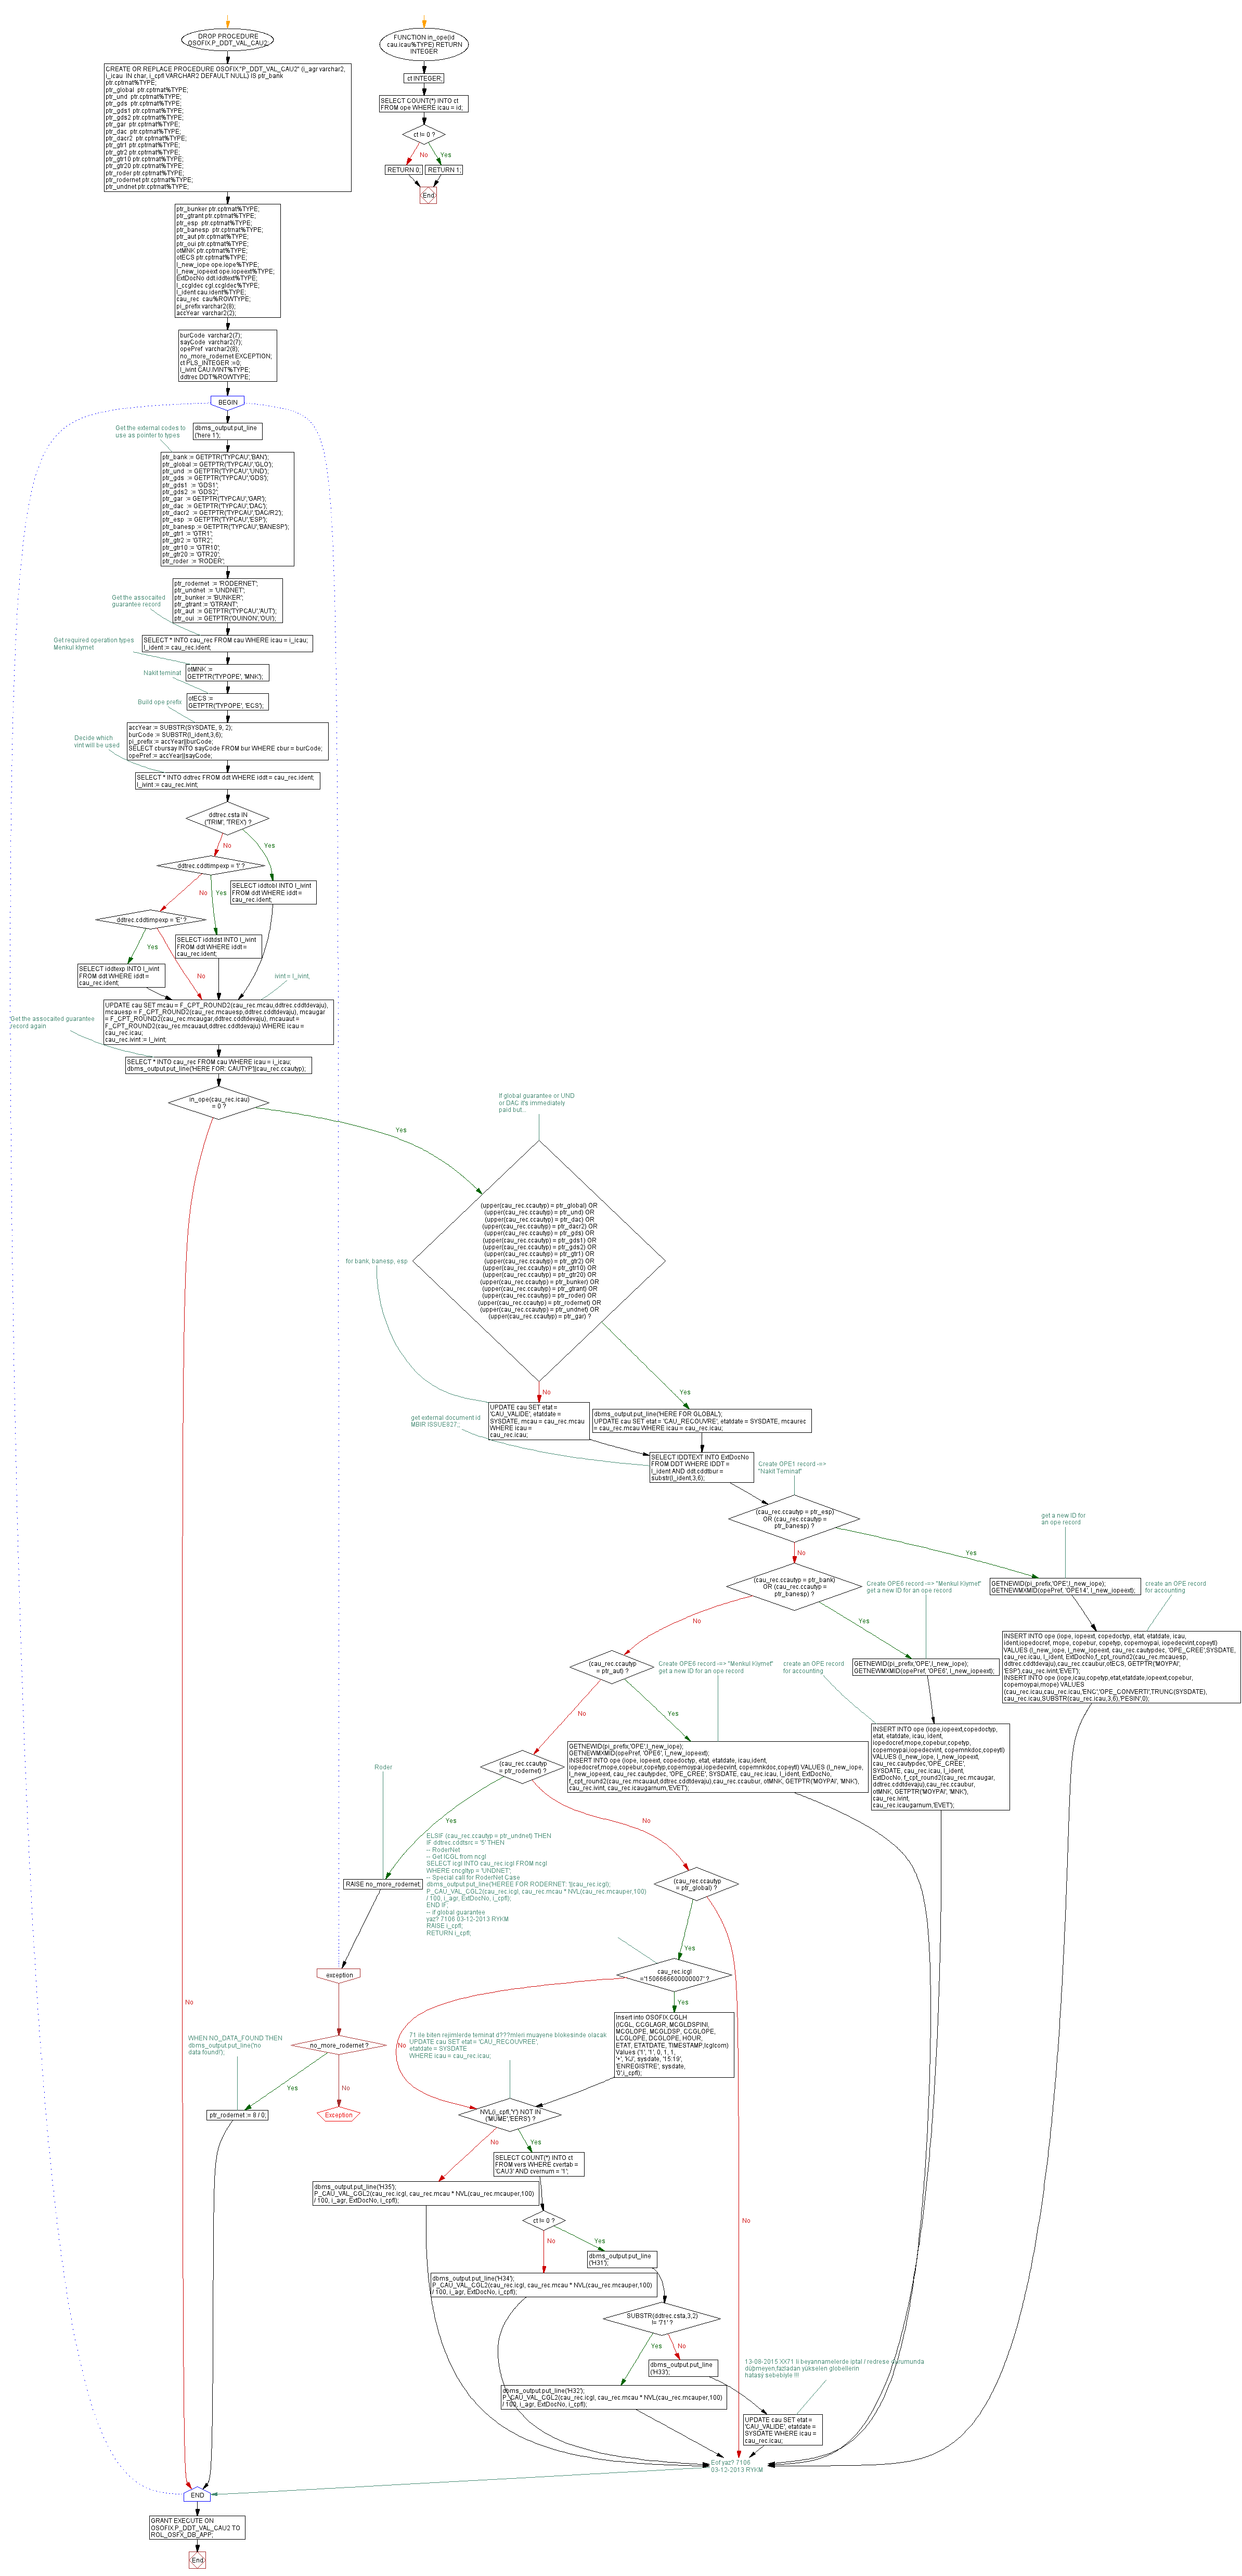 DROP PROCEDURE
OSOFIX.P_DDT_VAL_CAU2;
CREATE OR REPLACE PROCEDURE OSOFIX."P_DDT_VAL_CAU2" (i_agr varchar2,
i_icau  IN char, i_cpfl VARCHAR2 DEFAULT NULL) IS ptr_bank
ptr.cptrnat%TYPE;
ptr_global  ptr.cptrnat%TYPE;
ptr_und  ptr.cptrnat%TYPE;
ptr_gds  ptr.cptrnat%TYPE;
ptr_gds1 ptr.cptrnat%TYPE;
ptr_gds2 ptr.cptrnat%TYPE;
ptr_gar  ptr.cptrnat%TYPE;
ptr_dac  ptr.cptrnat%TYPE;
ptr_dacr2  ptr.cptrnat%TYPE;
ptr_gtr1 ptr.cptrnat%TYPE;
ptr_gtr2 ptr.cptrnat%TYPE;
ptr_gtr10 ptr.cptrnat%TYPE;
ptr_gtr20 ptr.cptrnat%TYPE;
ptr_roder ptr.cptrnat%TYPE;
ptr_rodernet ptr.cptrnat%TYPE;
ptr_undnet ptr.cptrnat%TYPE;
ptr_bunker ptr.cptrnat%TYPE;
ptr_gtrant ptr.cptrnat%TYPE;
ptr_esp  ptr.cptrnat%TYPE;
ptr_banesp  ptr.cptrnat%TYPE;
ptr_aut ptr.cptrnat%TYPE;
ptr_oui ptr.cptrnat%TYPE;
otMNK ptr.cptrnat%TYPE;
otECS ptr.cptrnat%TYPE;
l_new_iope ope.iope%TYPE;
l_new_iopeext ope.iopeext%TYPE;
ExtDocNo ddt.iddtext%TYPE;
l_ccgldec cgl.ccgldec%TYPE;
l_ident cau.ident%TYPE;
cau_rec  cau%ROWTYPE;
pi_prefix varchar2(8);
accYear  varchar2(2);
burCode  varchar2(7);
sayCode  varchar2(7);
opePref  varchar2(8);
no_more_rodernet EXCEPTION;
ct PLS_INTEGER :=0;
l_ivint CAU.IVINT%TYPE;
ddtrec DDT%ROWTYPE;
BEGIN
dbms_output.put_line
('here 1');
Get the external codes to
use as pointer to types
ptr_bank := GETPTR('TYPCAU','BAN');
ptr_global := GETPTR('TYPCAU','GLO');
ptr_und  := GETPTR('TYPCAU','UND');
ptr_gds  := GETPTR('TYPCAU','GDS');
ptr_gds1  := 'GDS1';
ptr_gds2  := 'GDS2';
ptr_gar  := GETPTR('TYPCAU','GAR');
ptr_dac  := GETPTR('TYPCAU','DAC');
ptr_dacr2  := GETPTR('TYPCAU','DAC/R2');
ptr_esp  := GETPTR('TYPCAU','ESP');
ptr_banesp := GETPTR('TYPCAU','BANESP');
ptr_gtr1 := 'GTR1';
ptr_gtr2 := 'GTR2';
ptr_gtr10 := 'GTR10';
ptr_gtr20 := 'GTR20';
ptr_roder  := 'RODER';
ptr_rodernet  := 'RODERNET';
ptr_undnet  := 'UNDNET';
ptr_bunker := 'BUNKER';
ptr_gtrant := 'GTRANT';
ptr_aut := GETPTR('TYPCAU','AUT');
ptr_oui := GETPTR('OUINON','OUI');
Get the assocaited
guarantee record
SELECT * INTO cau_rec FROM cau WHERE icau = i_icau;
l_ident := cau_rec.ident;
Get required operation types
Menkul klymet
otMNK :=
GETPTR('TYPOPE', 'MNK');
Nakit teminat
otECS :=
GETPTR('TYPOPE', 'ECS');
Build ope prefix
accYear := SUBSTR(SYSDATE, 9, 2);
burCode := SUBSTR(l_ident,3,6);
pi_prefix := accYear||burCode;
SELECT cbursay INTO sayCode FROM bur WHERE cbur = burCode;
opePref := accYear||sayCode;
Decide which
vint will be used
SELECT * INTO ddtrec FROM ddt WHERE iddt = cau_rec.ident;
l_ivint := cau_rec.ivint;
ddtrec.csta IN
('TRIM', 'TREX') ?
No
Yes
ddtrec.cddtimpexp = 'I' ?
SELECT iddtobl INTO l_ivint
FROM ddt WHERE iddt =
cau_rec.ident;
No
Yes
ddtrec.cddtimpexp = 'E' ?
SELECT iddtdst INTO l_ivint
FROM ddt WHERE iddt =
cau_rec.ident;
Yes
No
SELECT iddtexp INTO l_ivint
FROM ddt WHERE iddt =
cau_rec.ident;
ivint = l_ivint,
UPDATE cau SET mcau = F_CPT_ROUND2(cau_rec.mcau,ddtrec.cddtdevaju),
mcauesp = F_CPT_ROUND2(cau_rec.mcauesp,ddtrec.cddtdevaju), mcaugar
= F_CPT_ROUND2(cau_rec.mcaugar,ddtrec.cddtdevaju), mcauaut =
F_CPT_ROUND2(cau_rec.mcauaut,ddtrec.cddtdevaju) WHERE icau =
cau_rec.icau;
cau_rec.ivint := l_ivint;
Get the assocaited guarantee
record again
SELECT * INTO cau_rec FROM cau WHERE icau = i_icau;
dbms_output.put_line('HERE FOR: CAUTYP'||cau_rec.ccautyp);
in_ope(cau_rec.icau)
= 0 ?
Yes
No
FUNCTION in_ope(id
cau.icau%TYPE) RETURN
INTEGER
ct INTEGER;
SELECT COUNT(*) INTO ct
FROM ope WHERE icau = id;
ct != 0 ?
No
Yes
RETURN 0;
RETURN 1;
End
If global guarantee or UND
or DAC it's immediately
paid but...
(upper(cau_rec.ccautyp) = ptr_global) OR
(upper(cau_rec.ccautyp) = ptr_und) OR
(upper(cau_rec.ccautyp) = ptr_dac) OR
(upper(cau_rec.ccautyp) = ptr_dacr2) OR
(upper(cau_rec.ccautyp) = ptr_gds) OR
(upper(cau_rec.ccautyp) = ptr_gds1) OR
(upper(cau_rec.ccautyp) = ptr_gds2) OR
(upper(cau_rec.ccautyp) = ptr_gtr1) OR
(upper(cau_rec.ccautyp) = ptr_gtr2) OR
(upper(cau_rec.ccautyp) = ptr_gtr10) OR
(upper(cau_rec.ccautyp) = ptr_gtr20) OR
(upper(cau_rec.ccautyp) = ptr_bunker) OR
(upper(cau_rec.ccautyp) = ptr_gtrant) OR
(upper(cau_rec.ccautyp) = ptr_roder) OR
(upper(cau_rec.ccautyp) = ptr_rodernet) OR
(upper(cau_rec.ccautyp) = ptr_undnet) OR
(upper(cau_rec.ccautyp) = ptr_gar) ?
for bank, banesp, esp
No
Yes
UPDATE cau SET etat =
'CAU_VALIDE', etatdate =
SYSDATE, mcau = cau_rec.mcau
WHERE icau =
cau_rec.icau;
dbms_output.put_line('HERE FOR GLOBAL');
UPDATE cau SET etat = 'CAU_RECOUVRE', etatdate = SYSDATE, mcaurec
= cau_rec.mcau WHERE icau = cau_rec.icau;
get external document id
MBIR ISSUE827;;
SELECT IDDTEXT INTO ExtDocNo
FROM DDT WHERE IDDT =
l_ident AND ddt.cddtbur =
substr(l_ident,3,6);
Create OPE1 record -=>
"Nakit Teminat"
(cau_rec.ccautyp = ptr_esp)
OR (cau_rec.ccautyp =
ptr_banesp) ?
Yes
No
get a new ID for
an ope record
GETNEWID(pi_prefix,'OPE',l_new_iope);
GETNEWMXMID(opePref, 'OPE14', l_new_iopeext);
create an OPE record
for accounting
INSERT INTO ope (iope, iopeext, copedoctyp, etat, etatdate, icau,
ident,iopedocref, mope, copebur, copetyp, copemoypai, iopedecvint,copeytl)
VALUES (l_new_iope, l_new_iopeext, cau_rec.cautypdec, 'OPE_CREE',SYSDATE,
cau_rec.icau, l_ident, ExtDocNo,f_cpt_round2(cau_rec.mcauesp,
ddtrec.cddtdevaju),cau_rec.ccaubur,otECS, GETPTR('MOYPAI',
'ESP'),cau_rec.ivint,'EVET');
INSERT INTO ope (iope,icau,copetyp,etat,etatdate,iopeext,copebur,
copemoypai,mope) VALUES
(cau_rec.icau,cau_rec.icau,'ENC','OPE_CONVERTI',TRUNC(SYSDATE),
cau_rec.icau,SUBSTR(cau_rec.icau,3,6),'PESIN',0);
(cau_rec.ccautyp = ptr_bank)
OR (cau_rec.ccautyp =
ptr_banesp) ?
No
Yes
Create OPE6 record -=> "Menkul Klymet"
get a new ID for an ope record
GETNEWID(pi_prefix,'OPE',l_new_iope);
GETNEWMXMID(opePref, 'OPE6', l_new_iopeext);
create an OPE record
for accounting
INSERT INTO ope (iope,iopeext,copedoctyp,
etat, etatdate, icau, ident,
iopedocref,mope,copebur,copetyp,
copemoypai,iopedecvint, copemnkdoc,copeytl)
VALUES (l_new_iope, l_new_iopeext,
cau_rec.cautypdec,'OPE_CREE',
SYSDATE, cau_rec.icau, l_ident,
ExtDocNo, f_cpt_round2(cau_rec.mcaugar,
ddtrec.cddtdevaju),cau_rec.ccaubur,
otMNK, GETPTR('MOYPAI', 'MNK'),
cau_rec.ivint,
cau_rec.icaugarnum,'EVET');
(cau_rec.ccautyp
= ptr_aut) ?
No
Yes
Create OPE6 record -=> "Menkul Klymet"
get a new ID for an ope record
GETNEWID(pi_prefix,'OPE',l_new_iope);
GETNEWMXMID(opePref, 'OPE6', l_new_iopeext);
INSERT INTO ope (iope, iopeext, copedoctyp, etat, etatdate, icau,ident,
iopedocref,mope,copebur,copetyp,copemoypai,iopedecvint, copemnkdoc,copeytl) VALUES (l_new_iope,
l_new_iopeext, cau_rec.cautypdec, 'OPE_CREE', SYSDATE, cau_rec.icau, l_ident, ExtDocNo,
f_cpt_round2(cau_rec.mcauaut,ddtrec.cddtdevaju),cau_rec.ccaubur, otMNK, GETPTR('MOYPAI', 'MNK'),
cau_rec.ivint, cau_rec.icaugarnum,'EVET');
(cau_rec.ccautyp
= ptr_rodernet) ?
Yes
No
Roder
RAISE no_more_rodernet;
ELSIF (cau_rec.ccautyp = ptr_undnet) THEN
IF ddtrec.cddtsrc = '5' THEN
-- RoderNet
-- Get ICGL from ncgl
SELECT icgl INTO cau_rec.icgl FROM ncgl
WHERE cncgltyp = 'UNDNET';
-- Special call for RoderNet Case
dbms_output.put_line('HEREE FOR RODERNET: '||cau_rec.icgl);
P_CAU_VAL_CGL2(cau_rec.icgl, cau_rec.mcau * NVL(cau_rec.mcauper,100)
/ 100, i_agr, ExtDocNo, i_cpfl);
END IF;
-- if global guarantee
yaz? 7106 03-12-2013 RYKM
RAISE i_cpfl;
RETURN i_cpfl;
(cau_rec.ccautyp
= ptr_global) ?
Yes
No
exception
cau_rec.icgl
='1506666600000007' ?
No
Yes
Insert into OSOFIX.CGLH
(ICGL, CCGLAGR, MCGLDSPINI,
MCGLOPE, MCGLDSP, CCGLOPE,
LCGLOPE, DCGLOPE, HOUR,
ETAT, ETATDATE, TIMESTAMP,lcglcom)
Values ('1', '1', 0, 1, 1,
'+', 'KJ', sysdate, '15:19',
'ENREGISTRE', sysdate,
'0',i_cpfl);
no_more_rodernet ?
Yes
No
WHEN NO_DATA_FOUND THEN
dbms_output.put_line('no
data found!');
ptr_rodernet := 8 / 0;
Exception
71 ile biten rejimlerde teminat d???mleri muayene blokesinde olacak
UPDATE cau SET etat = 'CAU_RECOUVREE',
etatdate = SYSDATE
WHERE icau = cau_rec.icau;
NVL(i_cpfl,'Y') NOT IN
('MUME','EERS') ?
No
Yes
SELECT COUNT(*) INTO ct
FROM vers WHERE cvertab =
'CAU3' AND cvernum = '1';
dbms_output.put_line('H35');
P_CAU_VAL_CGL2(cau_rec.icgl, cau_rec.mcau * NVL(cau_rec.mcauper,100)
/ 100, i_agr, ExtDocNo, i_cpfl);
ct != 0 ?
No
Yes
dbms_output.put_line
('H31');
dbms_output.put_line('H34');
P_CAU_VAL_CGL2(cau_rec.icgl, cau_rec.mcau * NVL(cau_rec.mcauper,100)
/ 100, i_agr, ExtDocNo, i_cpfl);
SUBSTR(ddtrec.csta,3,2)
!= '71' ?
Yes
No
dbms_output.put_line
('H33');
dbms_output.put_line('H32');
P_CAU_VAL_CGL2(cau_rec.icgl, cau_rec.mcau * NVL(cau_rec.mcauper,100)
/ 100, i_agr, ExtDocNo, i_cpfl);
13-08-2015 XX71 li beyannamelerde iptal / redrese durumunda
düğmeyen,fazladan yükselen globellerin
hatasý sebebiyle !!!
UPDATE cau SET etat =
'CAU_VALIDE', etatdate =
SYSDATE WHERE icau =
cau_rec.icau;
Eof yaz? 7106
03-12-2013 RYKM
END
GRANT EXECUTE ON
OSOFIX.P_DDT_VAL_CAU2 TO
ROL_OSFX_DB_APP;
End